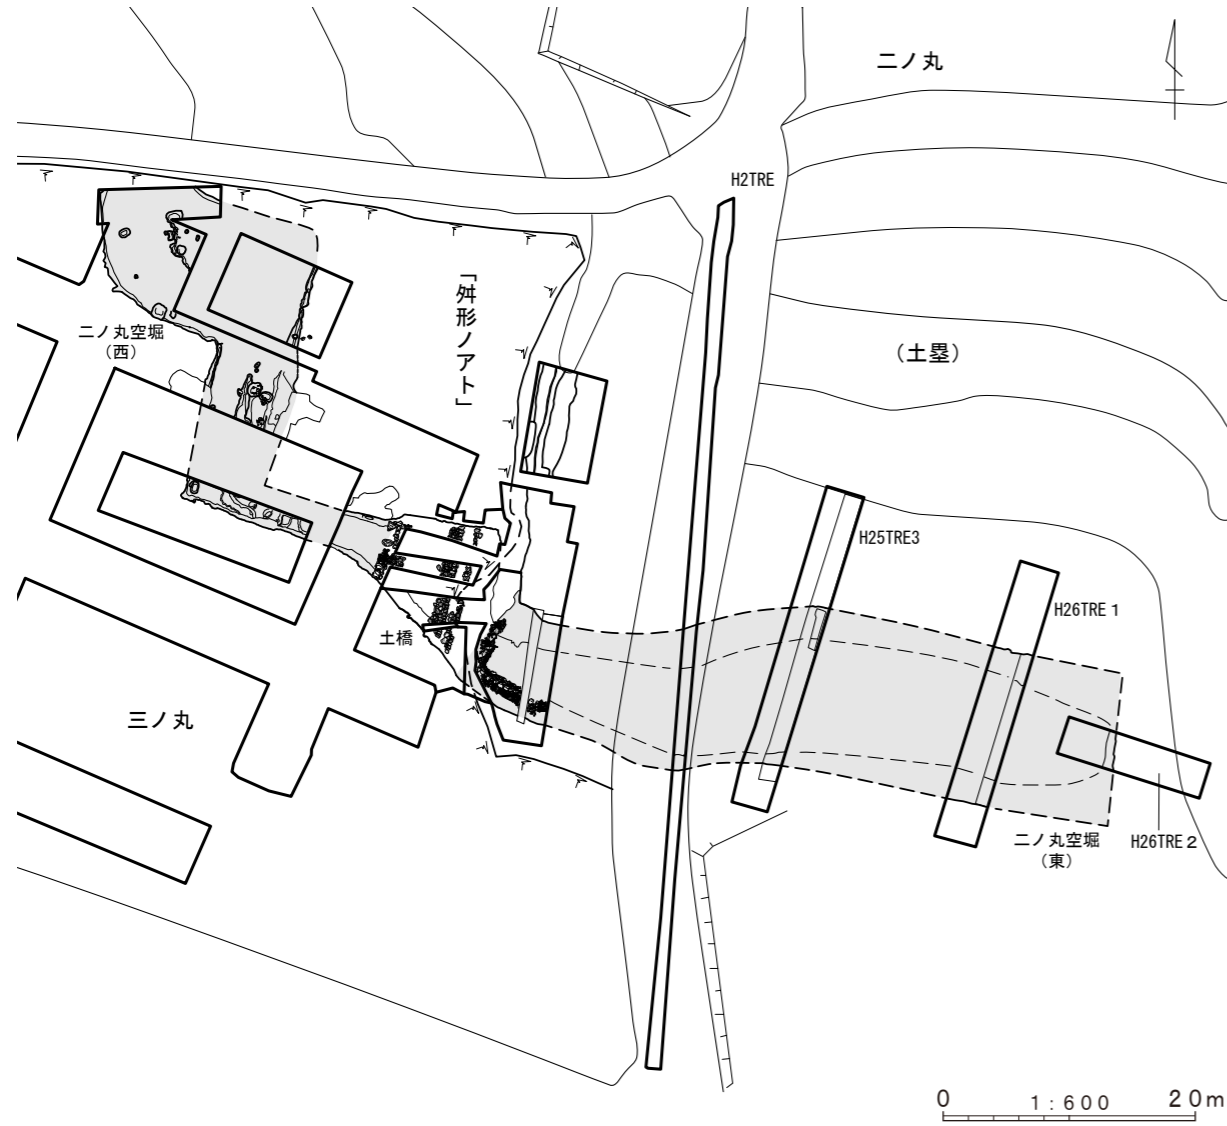 二ノ丸
H2TRE
「舛形ノアト」
二ノ丸空堀
（西）
（土塁）
H25TRE3
H26TRE 1
土橋
三ノ丸
二ノ丸空堀
（東）
H26TRE 2
0 1:600 20m